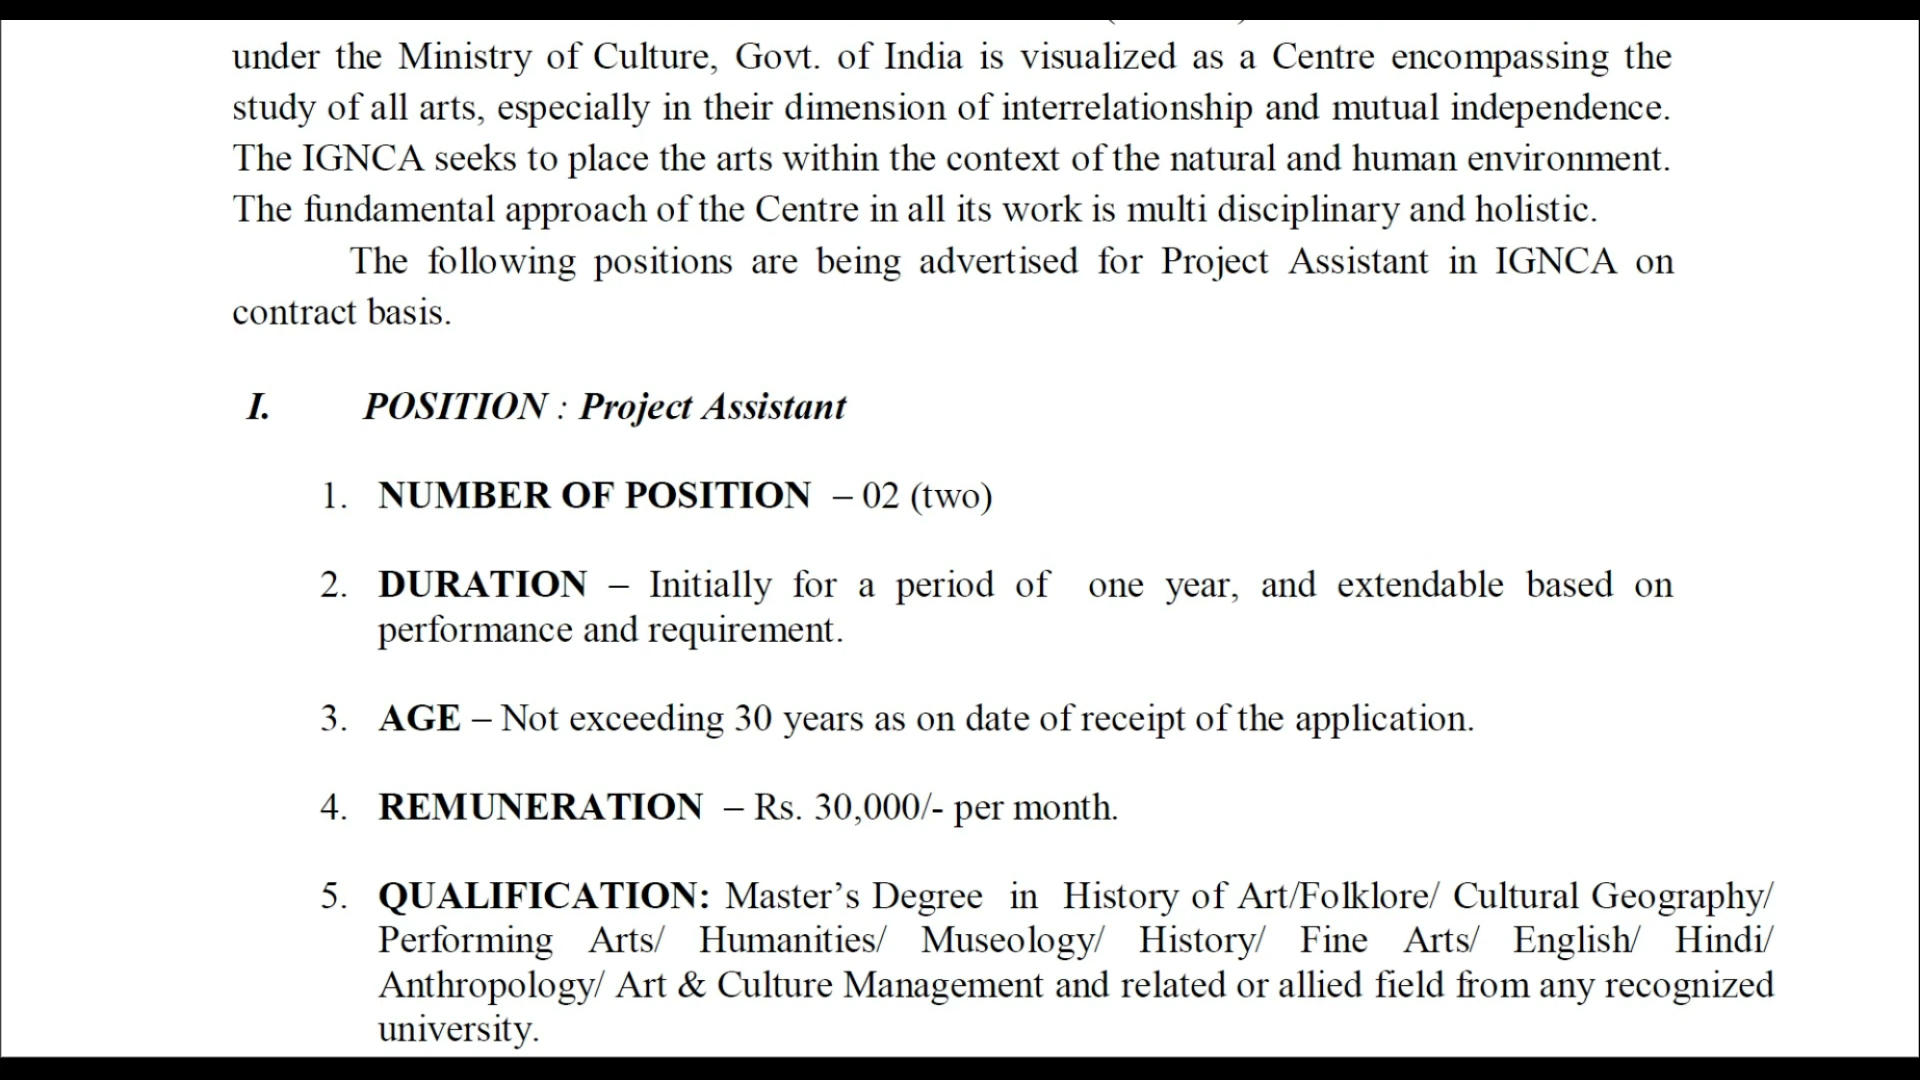 under the Ministry of Culture, Govt. of India is visualized as a Centre encompassing the
study of all arts, especially in their dimension of interrelationship and mutual independence.
The IGNCA seeks to place the arts within the context of the natural and human environment.
The fundamental approach of the Centre in all its work is multi disciplinary and holistic.
The following positions are being advertised for Project Assistant in IGNCA on
contract basis.
I. POSITION : Project Assistant
1. NUMBER OF POSITION – 02 (two)
2. DURATION – Initially for a period of one year, and extendable based on
performance and requirement.
3. AGE – Not exceeding 30 years as on date of receipt of the application.
4. REMUNERATION – Rs. 30,000/- per month.
5. QUALIFICATION: Master’s Degree in History of Art/Folklore/ Cultural Geography/
Performing Arts/ Humanities/ Museology/ History/ Fine Arts/ English/ Hindi/
Anthropology/ Art & Culture Management and related or allied field from any recognized
university.